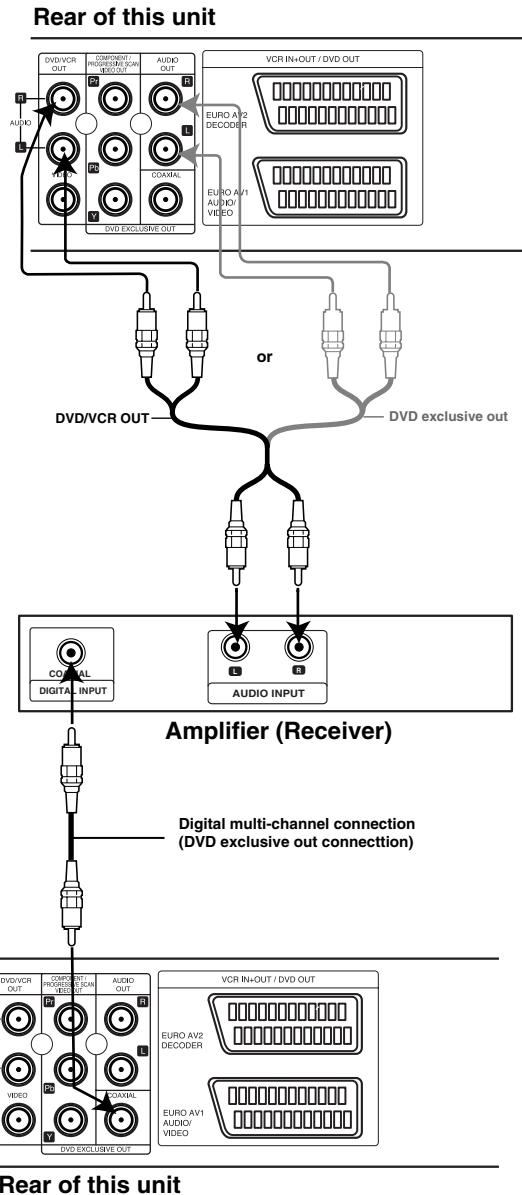 Rear of this unit
DVD/VCR
OUT
COMPONENT /
PROGRESSIVE SCAN
VIDEO OUT
AUDIO
OUT
VCR IN+OUT / DVD OUT
R
AUDIO
L
Pr
R
EURO AV2
DECODER
L
Pb
VIDEO
COAXIAL
EURO AV1
AUDIO/
VIDEO
Y
DVD EXCLUSIVE OUT
or
DVD/VCR OUT
DVD exclusive out
COAXIAL
DIGITAL INPUT
L
R
AUDIO INPUT
Amplifier (Receiver)
Digital multi-channel connection
(DVD exclusive out connecttion)
DVD/VCR
OUT
COMPONENT /
PROGRESSIVE SCAN
VIDEO OUT
AUDIO
OUT
VCR IN+OUT / DVD OUT
Pr
R
EURO AV2
DECODER
L
Pb
VIDEO
COAXIAL
EURO AV1
AUDIO/
VIDEO
Y
DVD EXCLUSIVE OUT
Rear of this unit